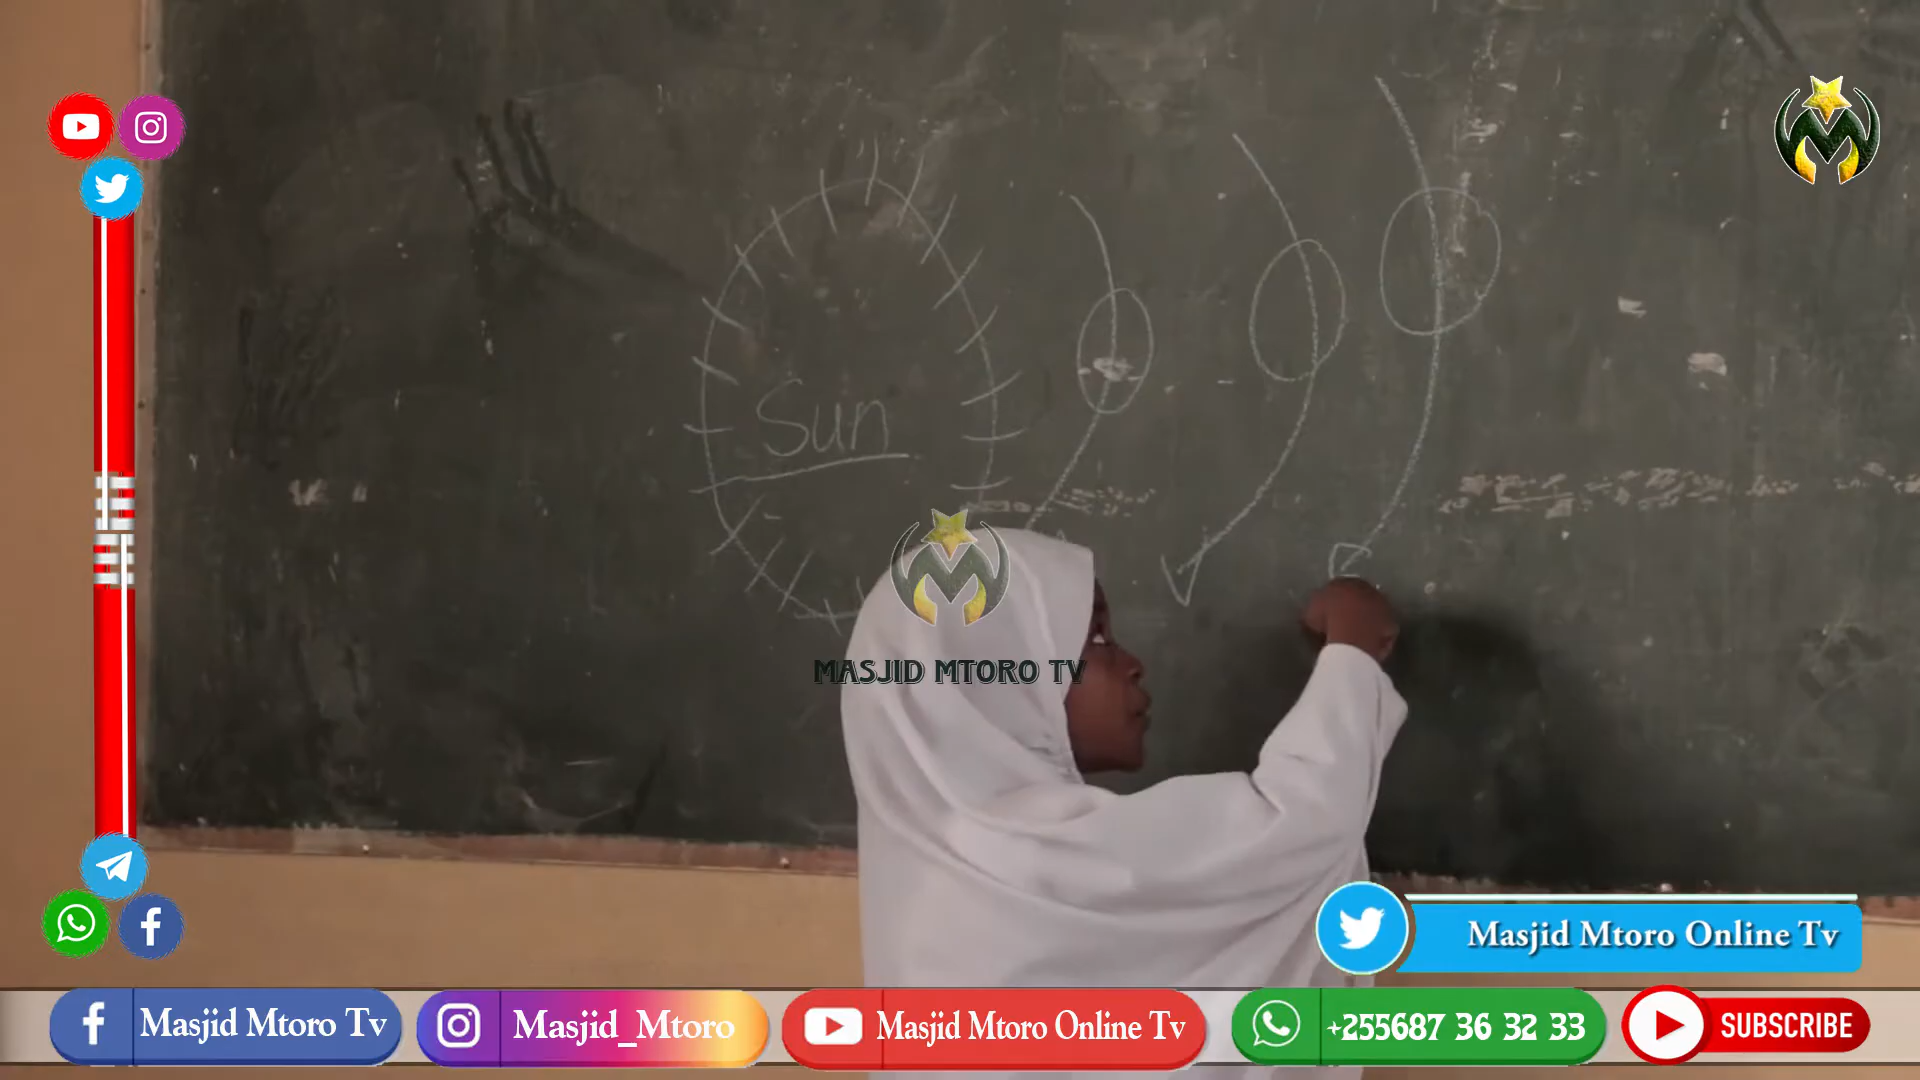 Sun
MASJID MTORO TV
Masjid Mtoro Online Tv
Masjid Mtoro Tv
Masjid_Mtoro
Masjid Mtoro Online Tv
+255687 36 32 33
SUBSCRIBE